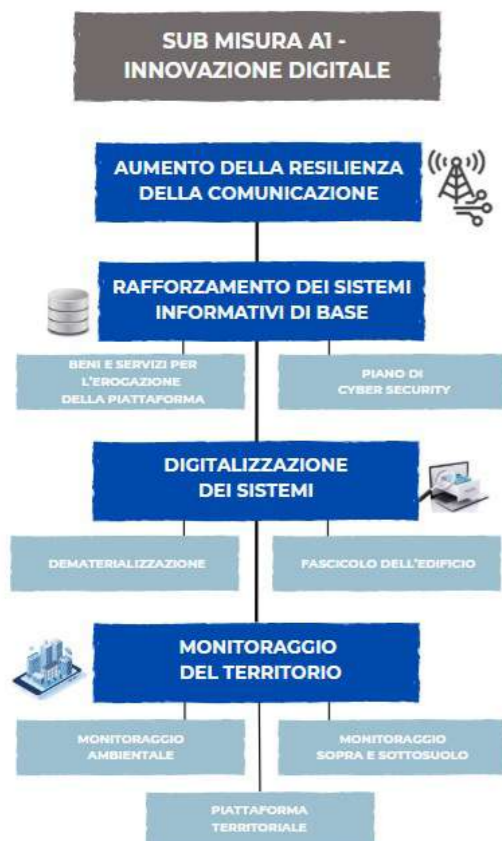 SUB MISURA A1 -
INNOVAZIONE DIGITALE
AUMENTO DELLA RESILIENZA
DELLA COMUNICAZIONE
RAFFORZAMENTO DEI SISTEMI
INFORMATIVI DI BASE
BENI E SERVIZI PER
L'EROGAZIONE
DELLA PIATTAFORMA
PIANO DI
CYBER SECURITY
DIGITALIZZAZIONE
DEI SISTEMI
DEMATERIALIZZAZIONE
FASCICOLO DELL'EDIFICIO
MONITORAGGIO
DEL TERRITORIO
MONITORAGGIO
AMBIENTALE
MONITORAGGIO
SOPRA E SOTTOSUOLO
PIATTAFORMA
TERRITORIALE